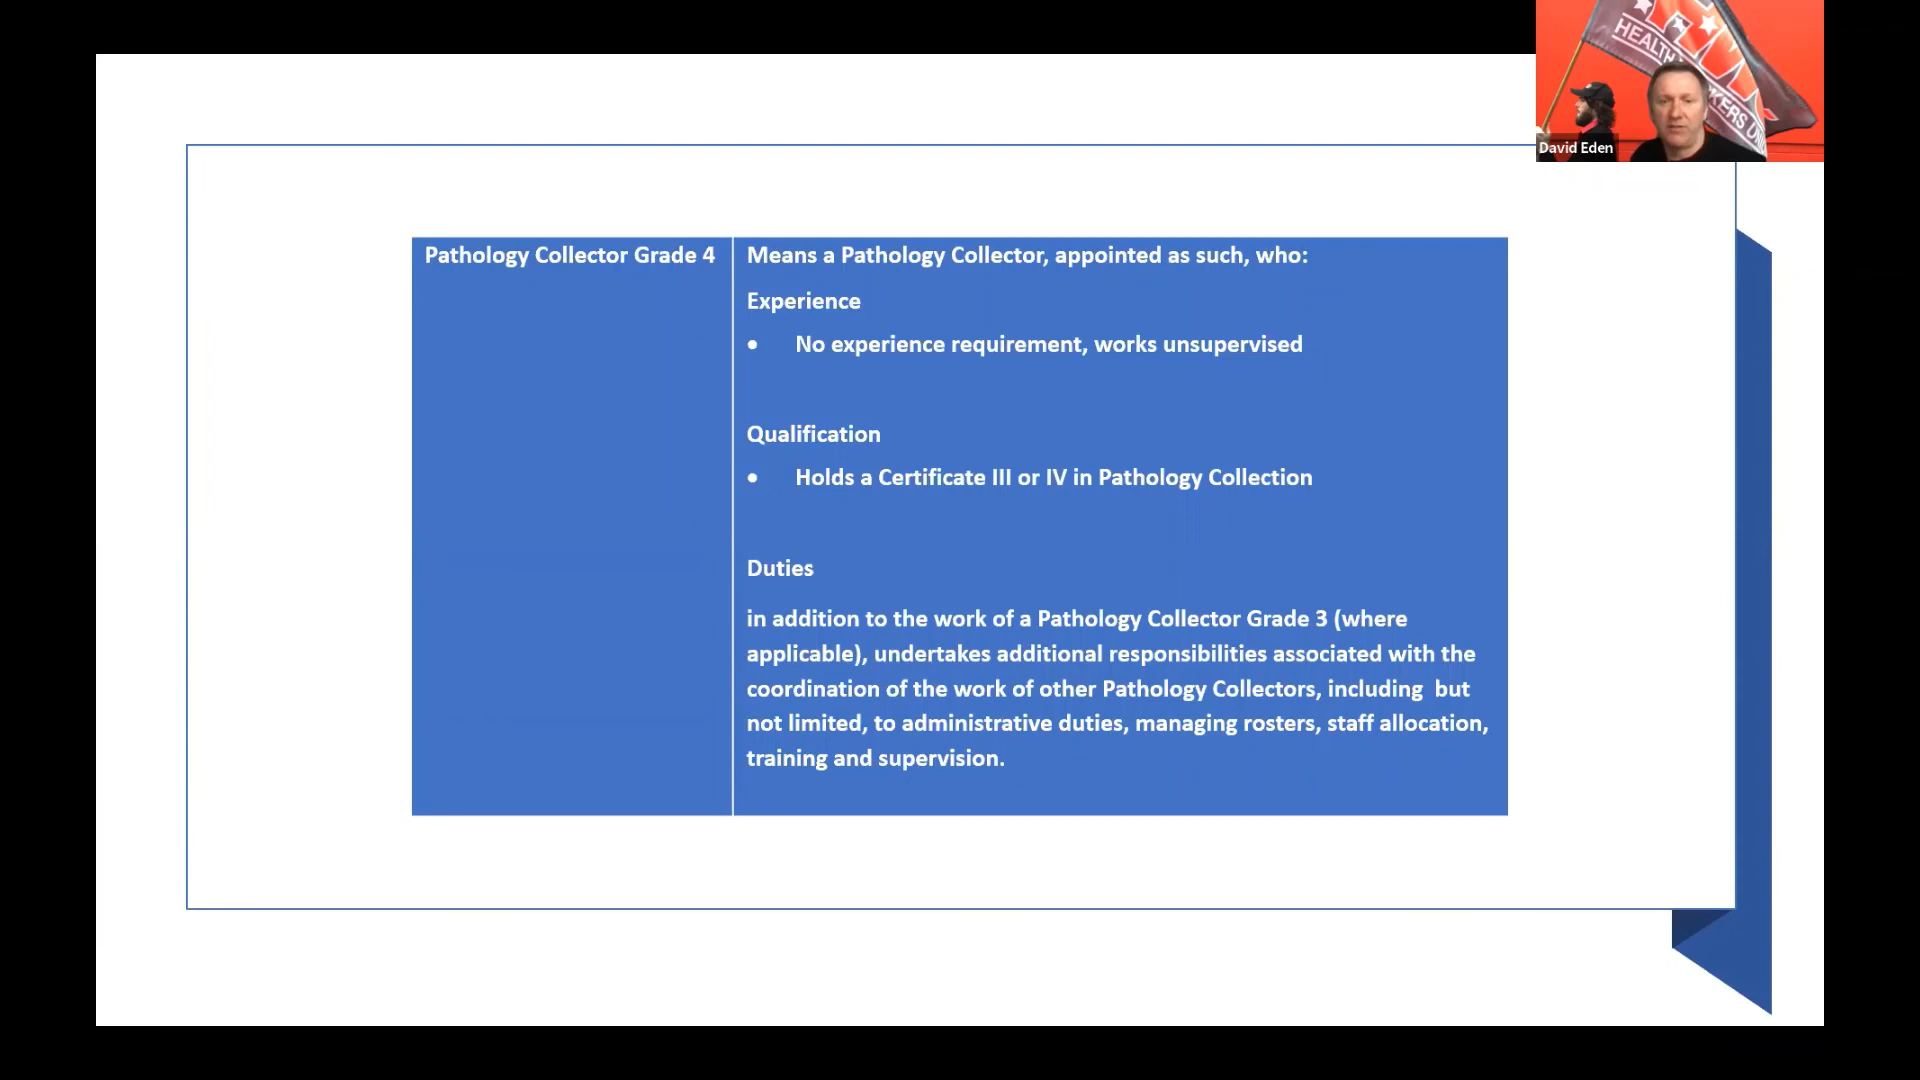 HEALTH
KERS UN
David Eden
Pathology Collector Grade 4
Means a Pathology Collector, appointed as such, who:
Experience
• No experience requirement, works unsupervised
Qualification
• Holds a Certificate III or IV in Pathology Collection
Duties
in addition to the work of a Pathology Collector Grade 3 (where
applicable), undertakes additional responsibilities associated with the
coordination of the work of other Pathology Collectors, including  but
not limited, to administrative duties, managing rosters, staff allocation,
training and supervision.